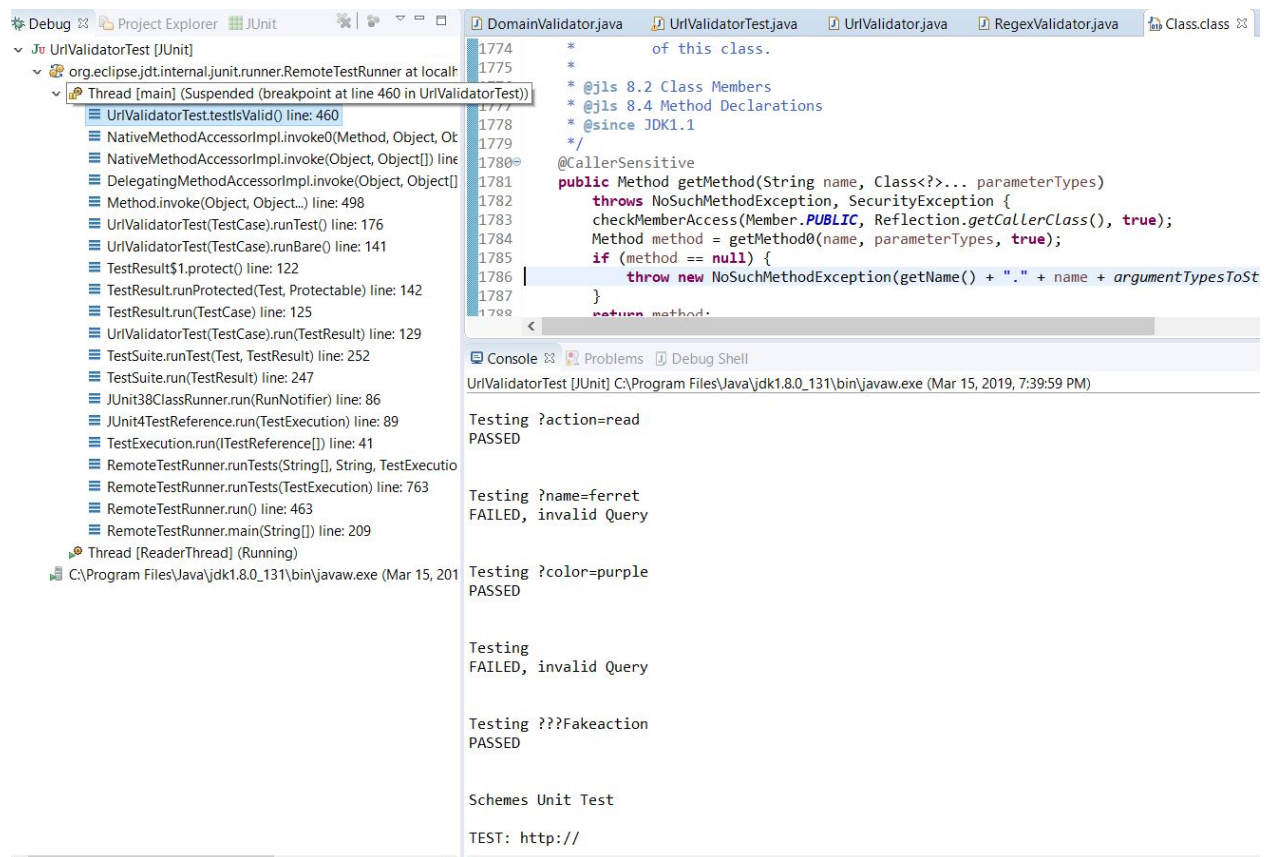 Debug Project Explorer JUnit
UrlValidatorTest [JUnit]
org.eclipse.jdt.internal.junit.runner.RemoteTestRunner at localh
Thread [main] (Suspended (breakpoint at line 460 in UrlValidatorTest))
UrlValidatorTest.testIsValid() line: 460
NativeMethodAccessorImpl.invoke0(Method, Object, Ob
NativeMethodAccessorImpl.invoke(Object, Object[]) line
DelegatingMethodAccessorImpl.invoke(Object, Object[]
Method.invoke(Object, Object...) line: 498
UrlValidatorTest(TestCase).runTest() line: 176
UrlValidatorTest(TestCase).runBare() line: 141
TestResult$1.protect() line: 122
TestResult.runProtected(Test, Protectable) line: 142
TestResult.run(TestCase) line: 125
UrlValidatorTest(TestCase).run(TestResult) line: 129
TestSuite.runTest(Test, TestResult) line: 252
TestSuite.run(TestResult) line: 247
JUnit38ClassRunner.run(RunNotifier) line: 86
JUnit4TestReference.run(TestExecution) line: 89
TestExecution.run(ITestReference[]) line: 41
RemoteTestRunner.runTests(String[], String, TestExecutio
RemoteTestRunner.runTests(TestExecution) line: 763
RemoteTestRunner.run() line: 463
RemoteTestRunner.main(String[]) line: 209
Thread [ReaderThread] (Running)
C:\Program Files\Java\jdk1.8.0_131\bin\javaw.exe (Mar 15, 201
DomainValidator.java UrlValidatorTest.java UrlValidator.java RegexValidator.java Class.class
1774 * of this class.
1775 *
* @jls 8.2 Class Members
1777 * @jls 8.4 Method Declarations
1778 * @since JDK1.1
1779 */
1780 @CallerSensitive
1781 public Method getMethod(String name, Class<?>... parameterTypes)
1782 throws NoSuchMethodException, SecurityException {
1783 checkMemberAccess(Member.PUBLIC, Reflection.getCallerClass(), true);
1784 Method method = getMethod0(name, parameterTypes, true);
1785 if (method == null) {
1786 throw new NoSuchMethodException(getName() + "." + name + argumentTypesToSt
1787 }
1788 return method;
Console Problems Debug Shell
UrlValidatorTest [JUnit] C:\Program Files\Java\jdk1.8.0_131\bin\javaw.exe (Mar 15, 2019, 7:39:59 PM)
Testing ?action=read
PASSED
Testing ?name=ferret
FAILED, invalid Query
Testing ?color=purple
PASSED
Testing
FAILED, invalid Query
Testing ???Fakeaction
PASSED
Schemes Unit Test
TEST: http://